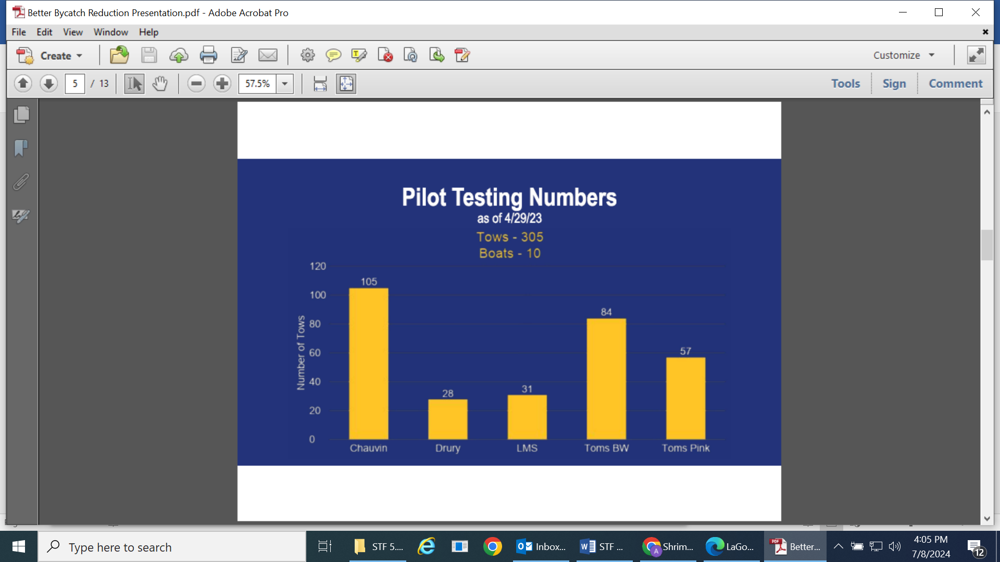 Better Bycatch Reduction Presentation.pdf - Adobe Acrobat Pro
File Edit View Window Help
Create Customize
5 / 13 57.5% Tools Sign Comment
Pilot Testing Numbers
as of 4/29/23
Tows - 305
Boats - 10
Number of Tows
120
100
80
60
40
20
0
105
28
31
84
57
Chauvin Drury LMS Toms BW Toms Pink
Type here to search
STF 5.... Inbox... STF ... Shrim... LaGo... Better...
4:05 PM
7/8/2024
12